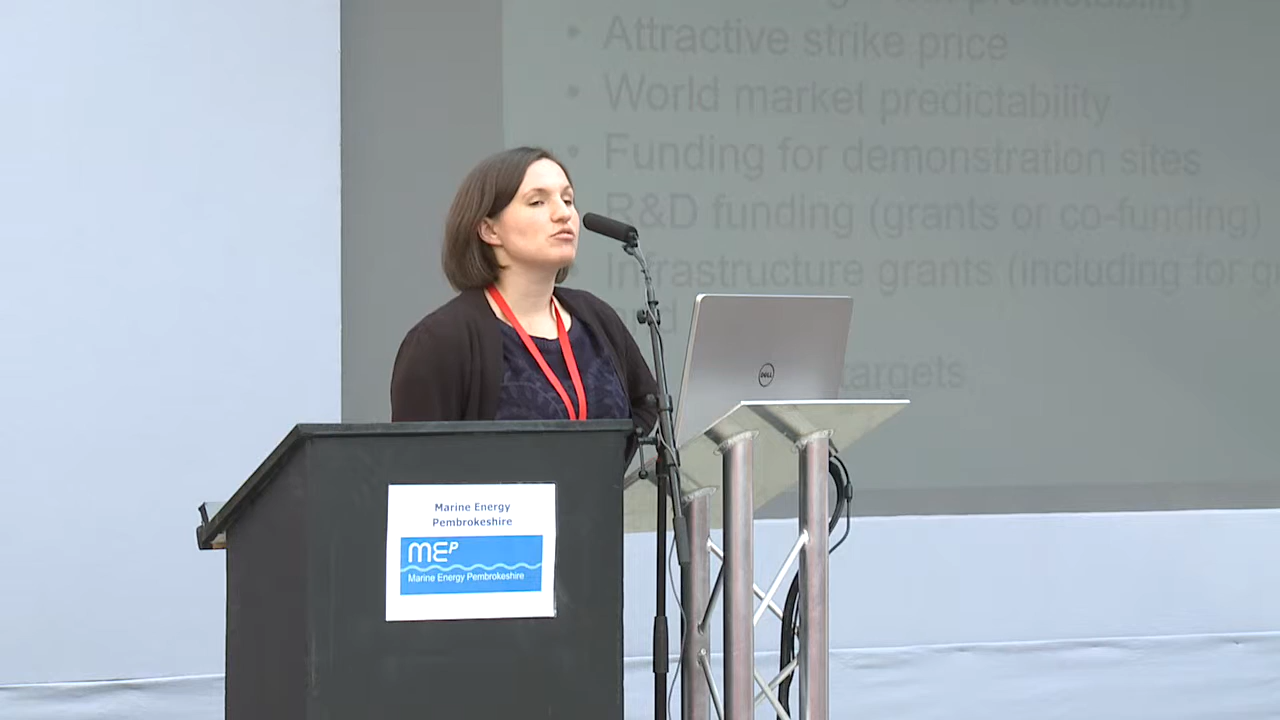 predictability
• Attractive strike price
• World market predictability
• Funding for demonstration sites
R&D funding (grants or co-funding)
Infrastructure grants (including for
targets
DELL
Marine Energy
Pembrokeshire
MEP
Marine Energy Pembrokeshire